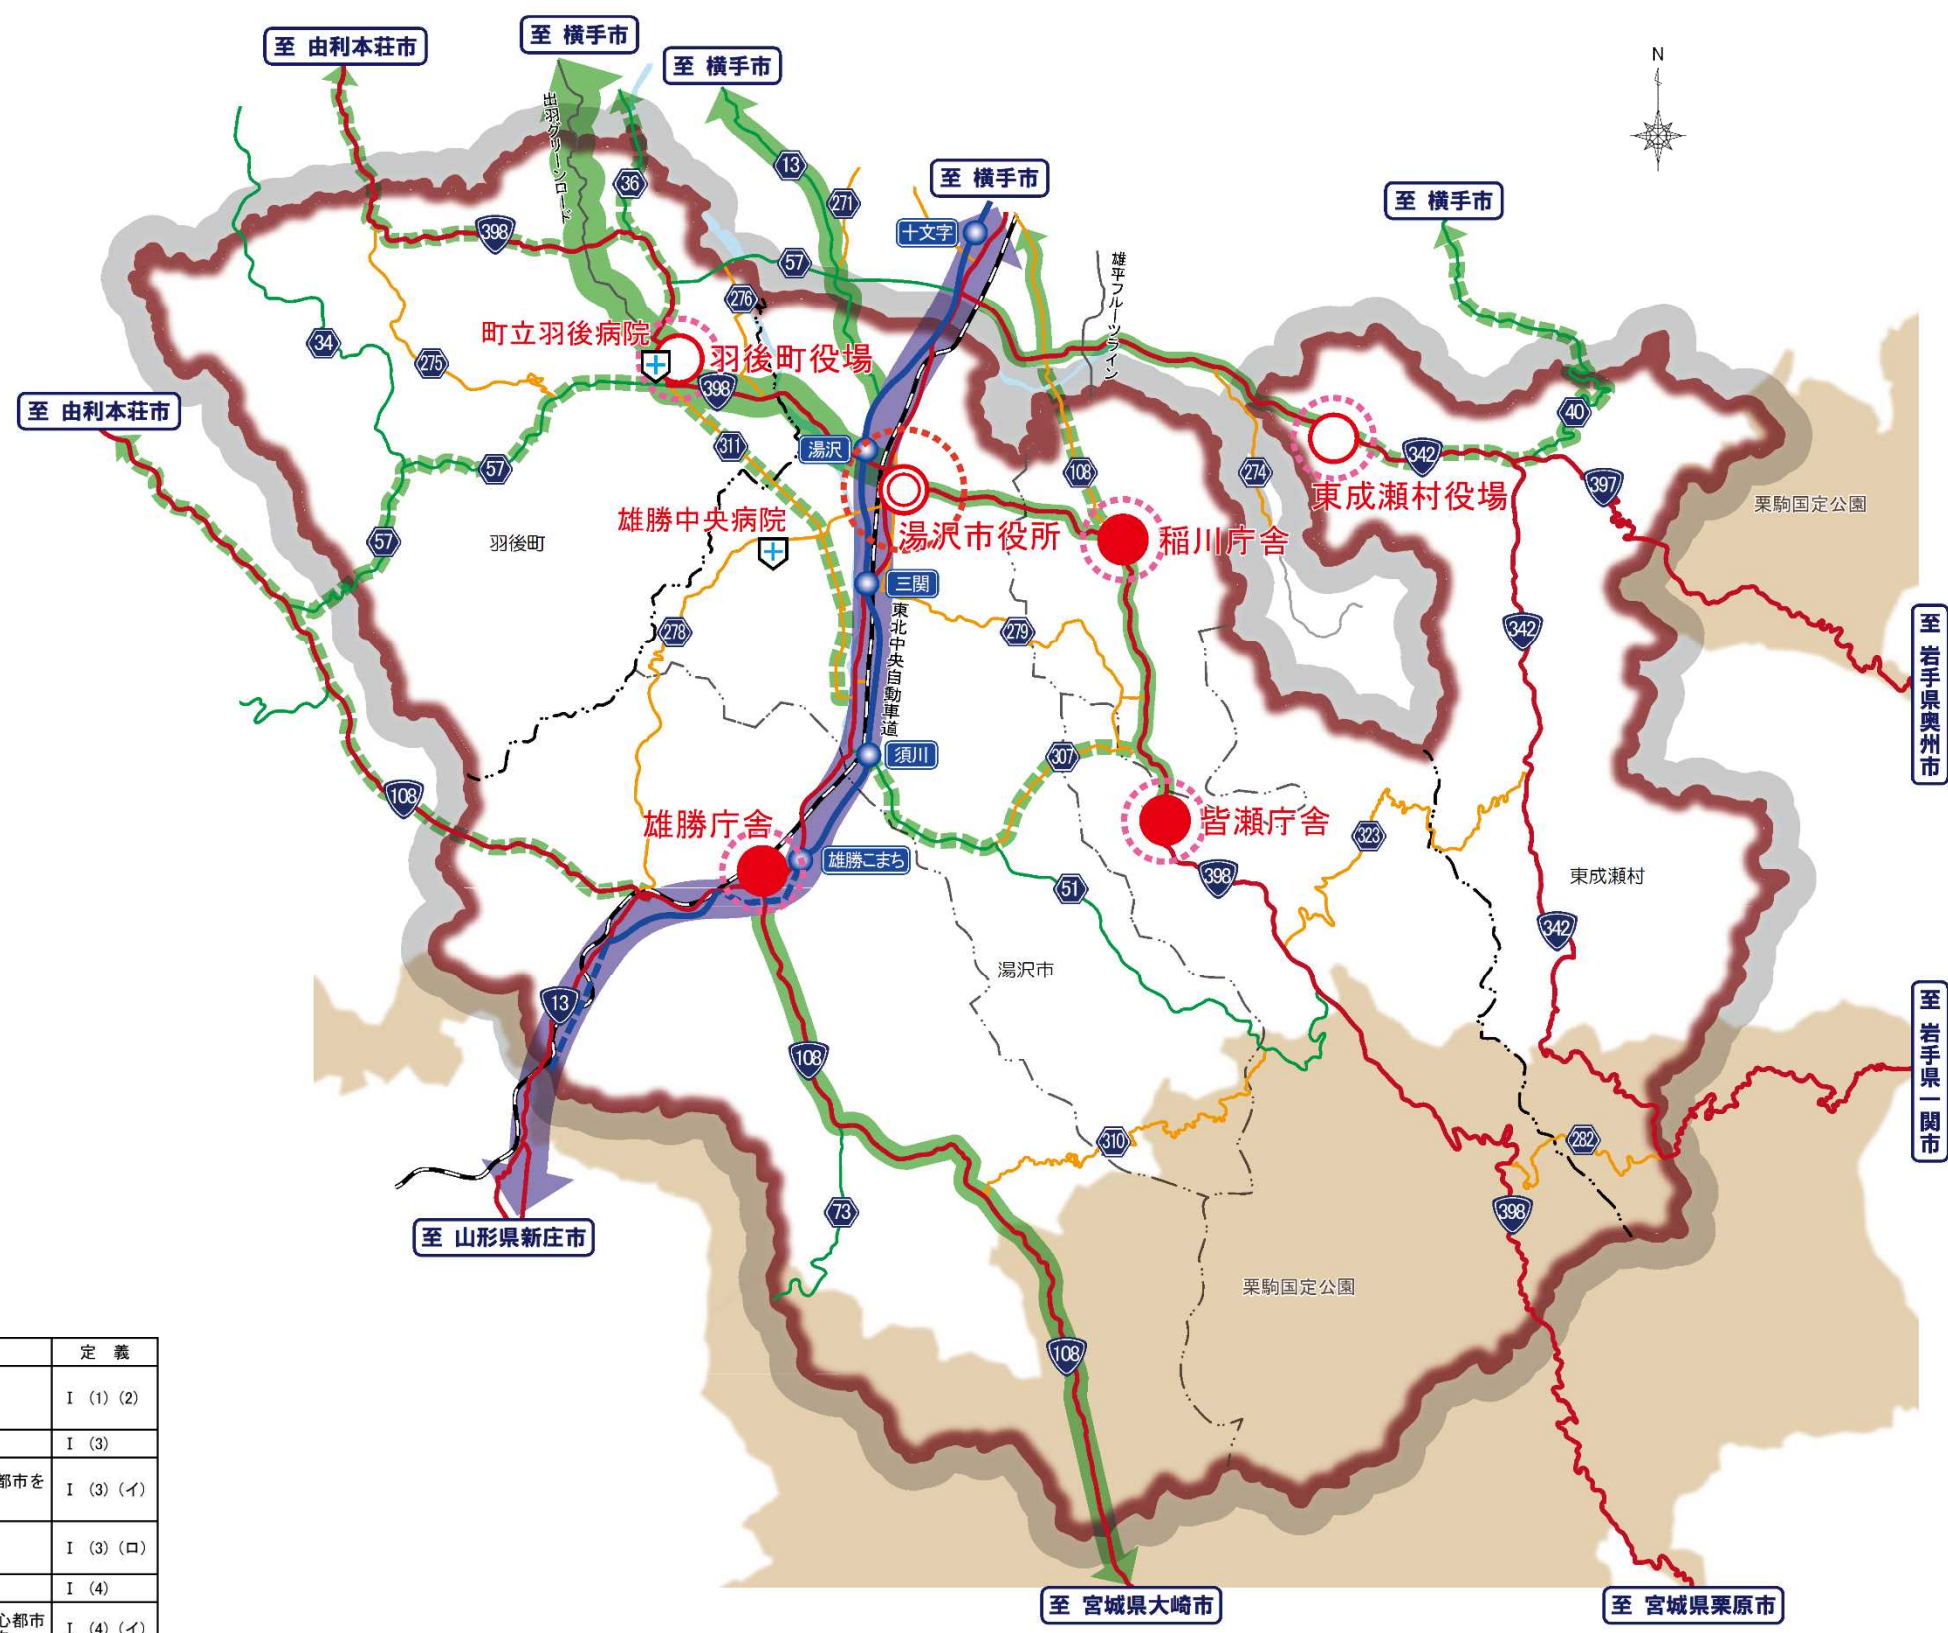 至 由利本荘市
至 横手市
至 横手市
N
出羽グリーンロード
13
36
至 横手市
271
至 横手市
398
十文字
57
雄平フルーツライン
276
34
町立羽後病院
羽後町役場
275
398
至 由利本荘市
40
311
湯沢
57
108
274
342
397
東成瀬村役場
栗駒国定公園
雄勝中央病院
湯沢市役所
稲川庁舎
57
羽後町
三関
東北中央自動車道
278
279
342
至 岩手県奥州市
須川
307
108
雄勝庁舎
皆瀬庁舎
323
雄勝こまち
398
51
東成瀬村
342
湯沢市
13
108
至 岩手県一関市
310
282
73
398
至 山形県新庄市
栗駒国定公園
108
定 義
Ⅰ (1) (2)
Ⅰ (3)
都市を
Ⅰ (3) (イ)
Ⅰ (3) (ロ)
Ⅰ (4)
心都市
Ⅰ (4) (イ)
至 宮城県大崎市
至 宮城県栗原市